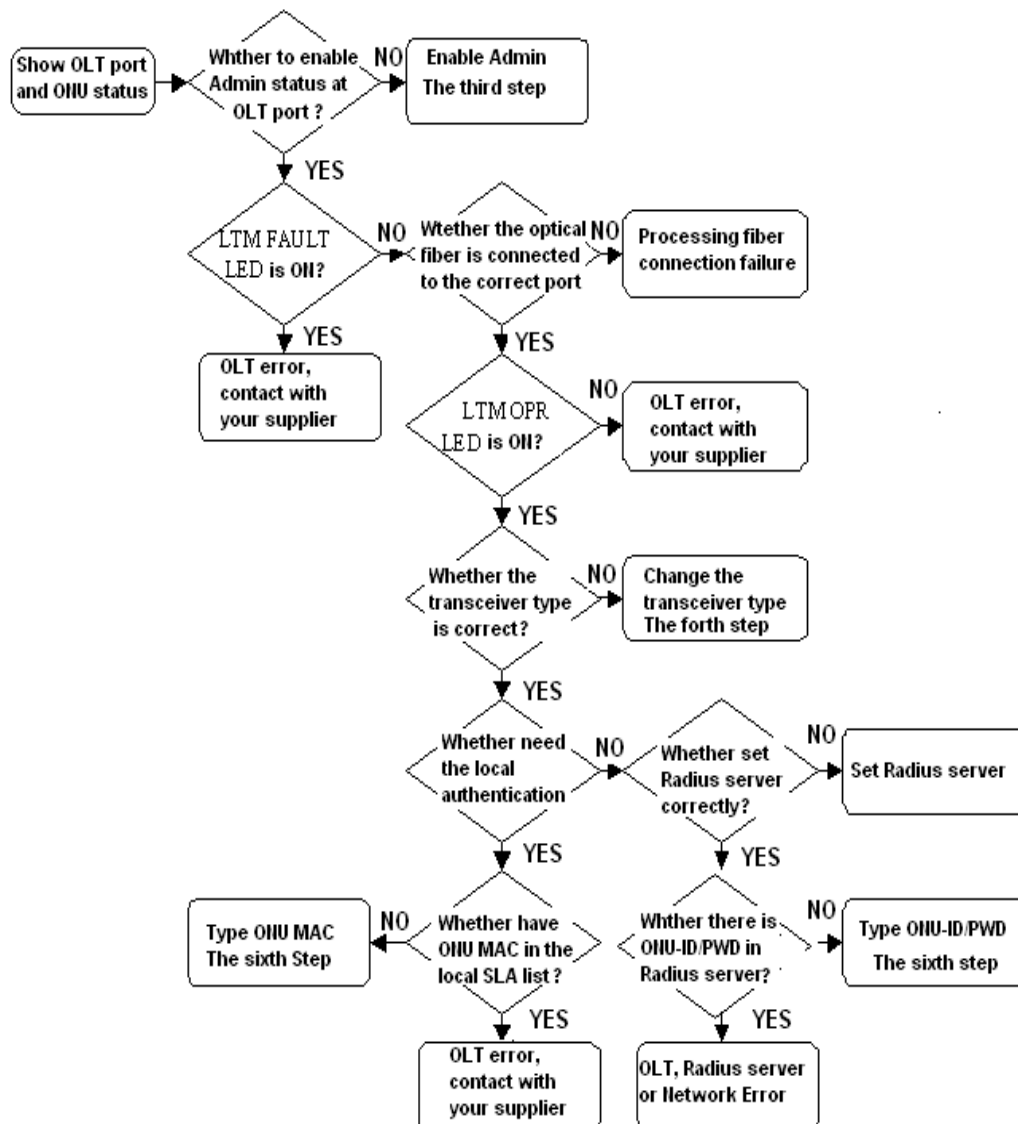 Show OLT port
and ONU status
Whther to enable
Admin status at
OLT port ?
NO
Enable Admin
The third step
YES
LTM FAULT
LED is ON?
NO
Wtether the optical
fiber is connected
to the correct port
NO
Processing fiber
connection failure
YES
OLT error,
contact with
your supplier
YES
LTM OPR
LED is ON?
NO
OLT error,
contact with
your supplier
YES
Whether the
transceiver type
is correct?
NO
Change the
transceiver type
The forth step
YES
Whether need
the local
authentication
NO
Whether set
Radius server
correctly?
NO
Set Radius server
YES
YES
Type ONU MAC
The sixth Step
NO
Whether have
ONU MAC in the
local SLA list ?
Whther there is
ONU-ID/PWD in
Radius server?
NO
Type ONU-ID/PWD
The sixth step
YES
YES
OLT error,
contact with
your supplier
OLT, Radius server
or Network Error